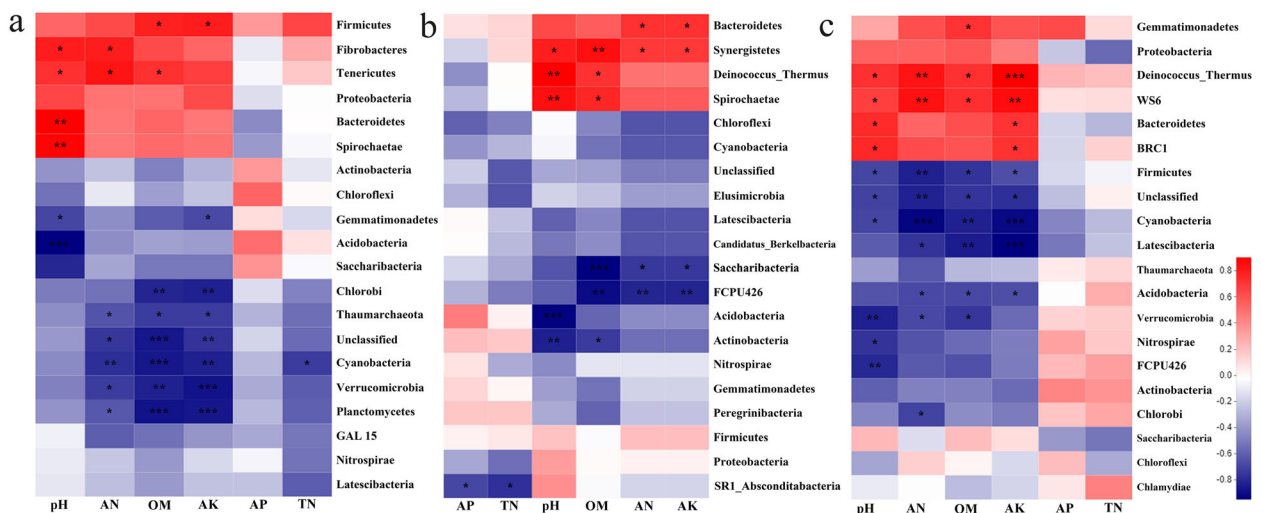 a
* * Firmicutes
* * Fibrobacteres
* * * Tenericutes
Proteobacteria
** Bacteroidetes
** Spirochaetae
Actinobacteria
Chloroflexi
* * Gemmatimonadetes
*** Acidobacteria
Saccharibacteria
** ** Chlorobi
* * * Thaumarchaeota
* *** ** Unclassified
** *** ** * Cyanobacteria
* ** *** Verrucomicrobia
* *** *** Planctomycetes
GAL 15
Nitrospirae
Latescibacteria
pH AN OM AK AP TN
b
* * Bacteroidetes
* ** * * Synergistetes
** * Deinococcus_Thermus
** * Spirochaetae
Chloroflexi
Cyanobacteria
Unclassified
Elusimicrobia
Latescibacteria
Candidatus_Berkelbacteria
*** * * Saccharibacteria
** ** ** FCPU426
*** Acidobacteria
** * Actinobacteria
Nitrospirae
Gemmatimonadetes
Peregrinibacteria
Firmicutes
Proteobacteria
* * SR1_Absconditabacteria
AP TN pH OM AN AK
c
* Gemmatimonadetes
Proteobacteria
* ** * *** Deinococcus_Thermus
* ** * ** WS6
* * Bacteroidetes
* * BRC1
* ** * * Firmicutes
* ** * * Unclassified
* *** ** *** Cyanobacteria
* ** *** Latescibacteria
Thaumarchaeota
* * * Acidobacteria
** * * Verrucomicrobia
* Nitrospirae
** FCPU426
Actinobacteria
* Chlorobi
Saccharibacteria
Chloroflexi
Chlamydiae
pH AN OM AK AP TN
0.8
0.6
0.4
0.2
0.0
-0.2
-0.4
-0.6
-0.8